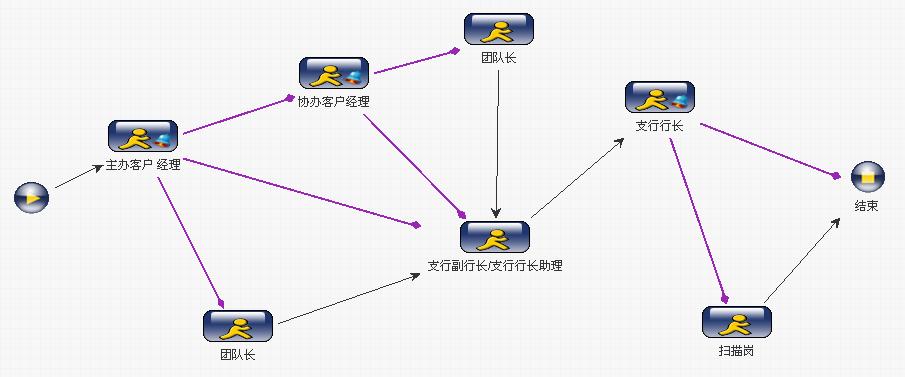 团队长
协办客户经理
支行行长
主办客户 经理
结束
支行副行长/支行行长助理
团队长
扫描岗